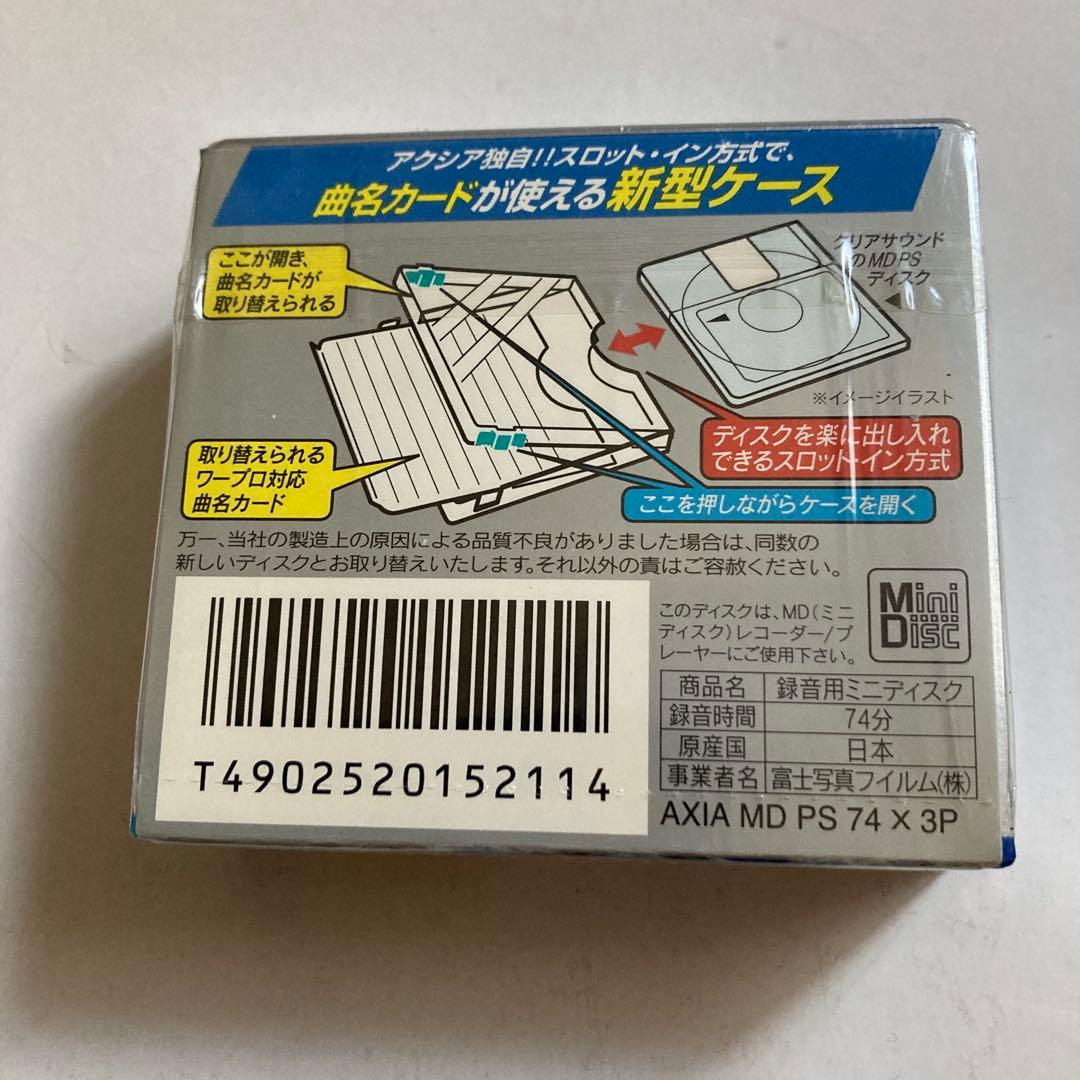 アクシア独自!!スロット・イン方式で、
曲名カードが使える新型ケース
ここが開き、
曲名カードが
取り替えられる
クリアサウンド
のMD PS
ディスク
※イメージイラスト
ディスクを楽に出し入れ
できるスロット・イン方式
取り替えられる
ワープロ対応
曲名カード
ここを押しながらケースを開く
万一、当社の製造上の原因による品質不良がありました場合は、同数の
新しいディスクとお取り替えいたします。それ以外の責はご容赦ください。
このディスクは、MD(ミニ
ディスク)レコーダー/プ
レーヤーにご使用下さい。
Mini
Disc
商品名 録音用ミニディスク
録音時間 74分
原産国 日本
事業者名 富士写真フイルム(株)
AXIA MD PS 74 X 3P
T4902520152114